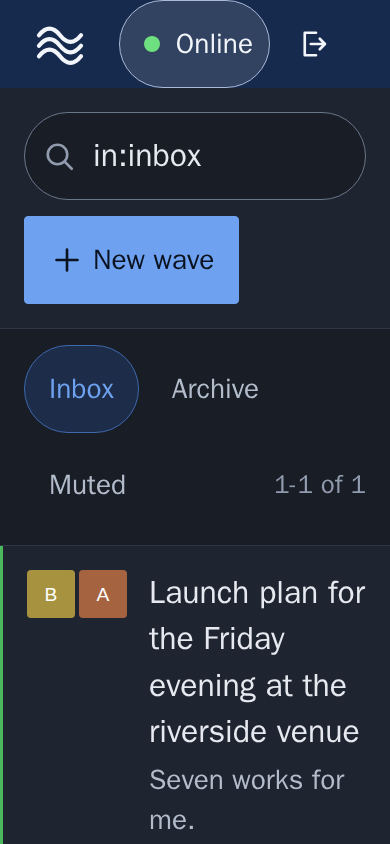 Online
in:inbox
New wave
Inbox Archive
Muted 1-1 of 1
B A Launch plan for
the Friday
evening at the
riverside venue
Seven works for
me.